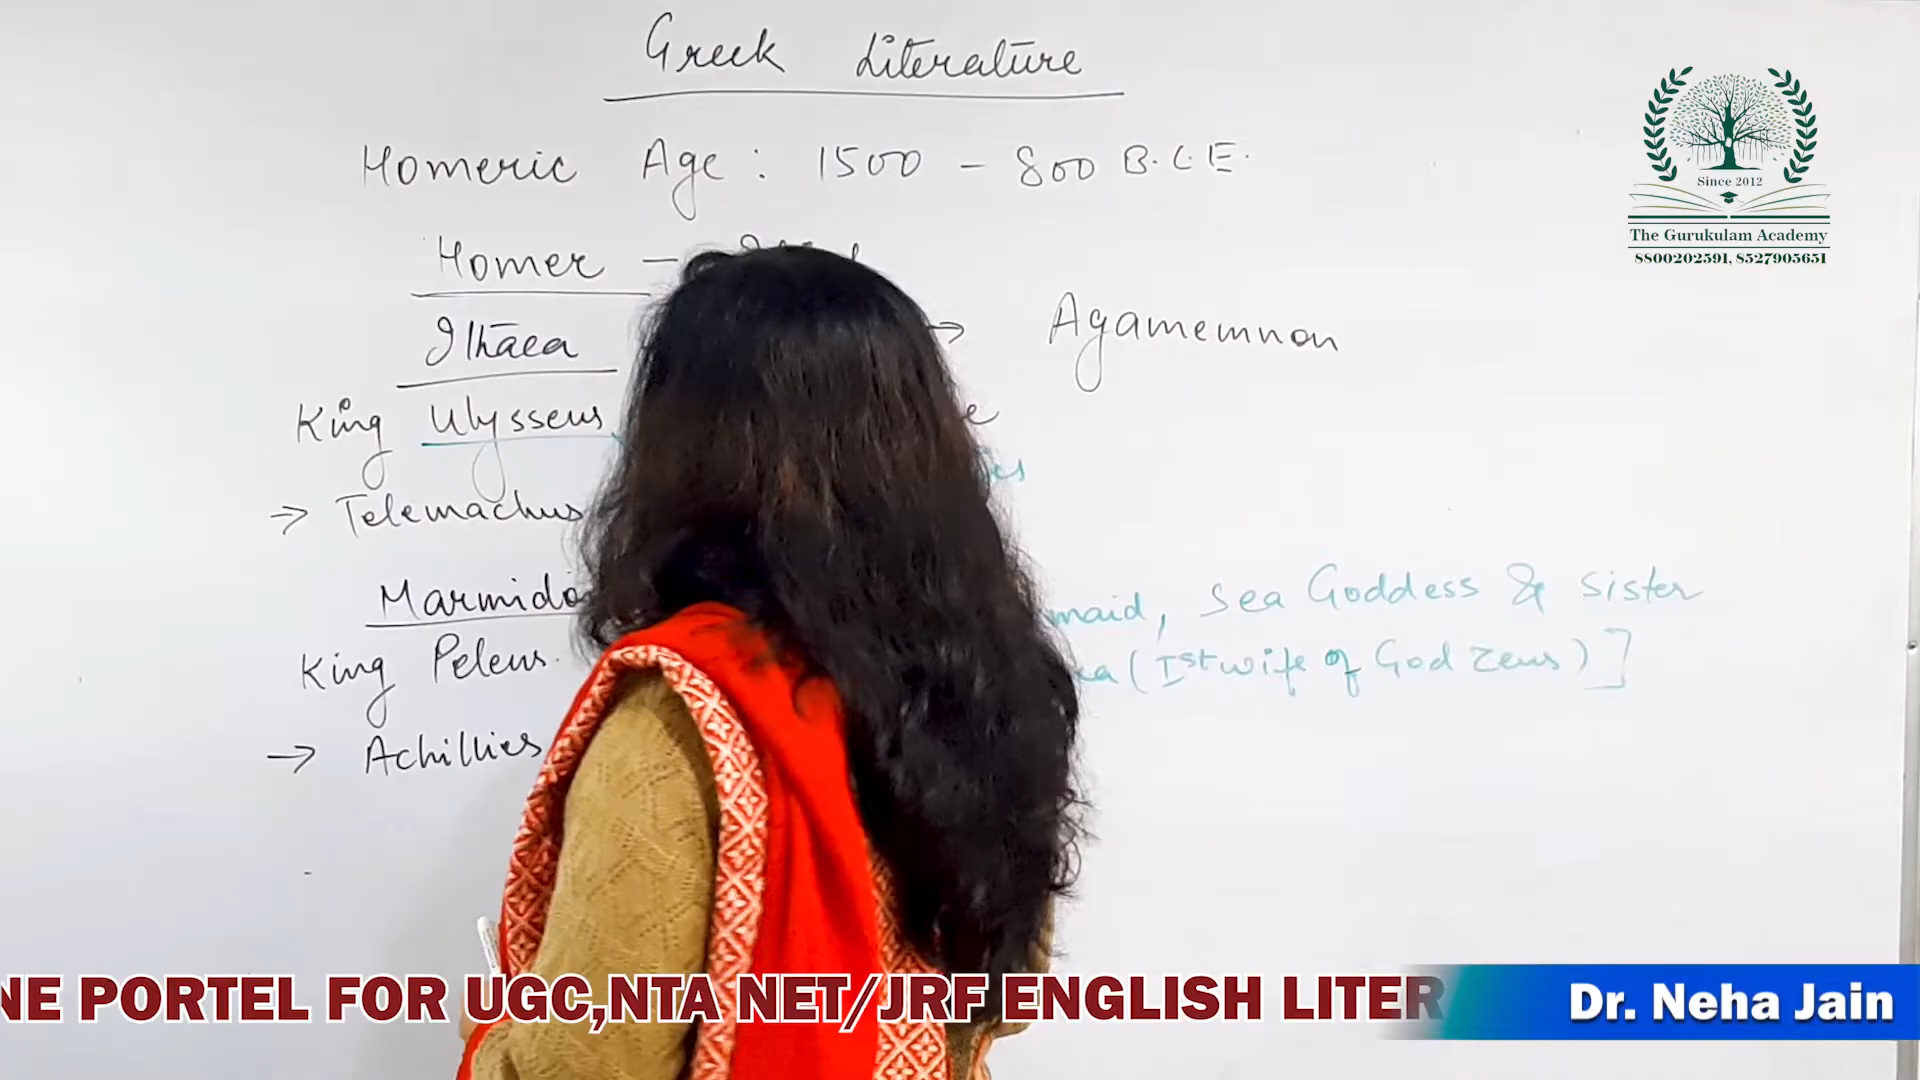 Greek Literature
Homeric Age : 1500 - 800 B.C.E.
Homer -
Ithaca → Agamemnon
King Ulysseus
→ Telemachus
Marmido
maid, Sea Goddess & Sister
King Peleus.
(Ist wife of God Zeus)]
→ Achillies
Since 2012
The Gurukulam Academy
8800202591, 8527905651
NE PORTEL FOR UGC,NTA NET/JRF ENGLISH LITER
Dr. Neha Jain